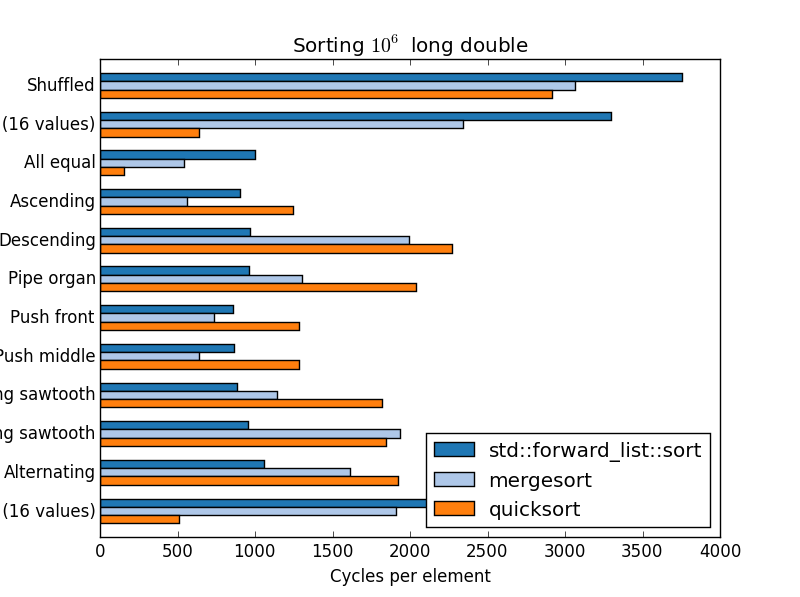 Sorting 10^6 long double
Shuffled
(16 values)
All equal
Ascending
Descending
Pipe organ
Push front
Push middle
ng sawtooth
ng sawtooth
Alternating
(16 values)
std::forward_list::sort
mergesort
quicksort
0 500 1000 1500 2000 2500 3000 3500 4000
Cycles per element